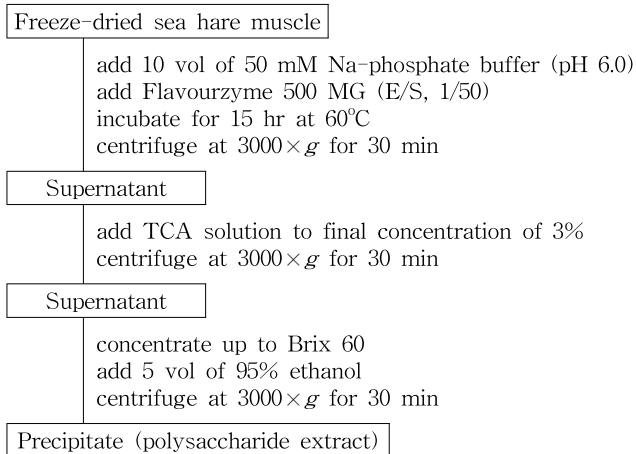 Freeze-dried sea hare muscle
add 10 vol of 50 mM Na-phosphate buffer (pH 6.0)
add Flavourzyme 500 MG (E/S, 1/50)
incubate for 15 hr at 60°C
centrifuge at 3000×g for 30 min
Supernatant
add TCA solution to final concentration of 3%
centrifuge at 3000×g for 30 min
Supernatant
concentrate up to Brix 60
add 5 vol of 95% ethanol
centrifuge at 3000×g for 30 min
Precipitate (polysaccharide extract)